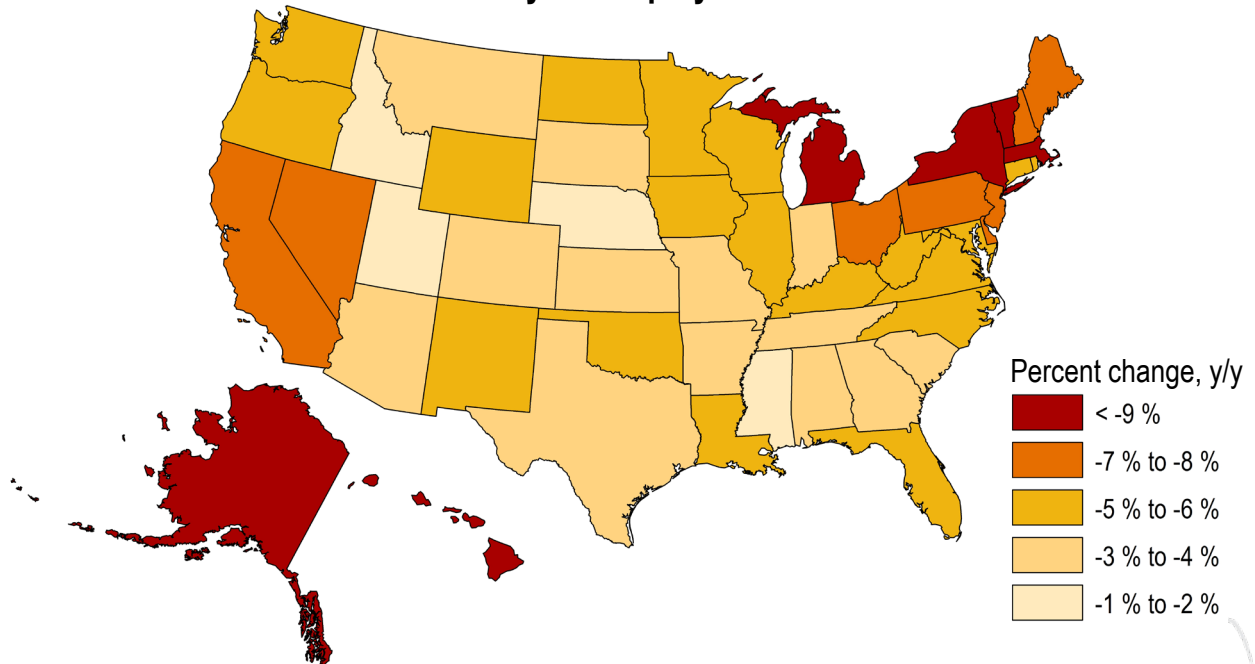 Percent change, y/y
< -9 %
-7 % to -8 %
-5 % to -6 %
-3 % to -4 %
-1 % to -2 %